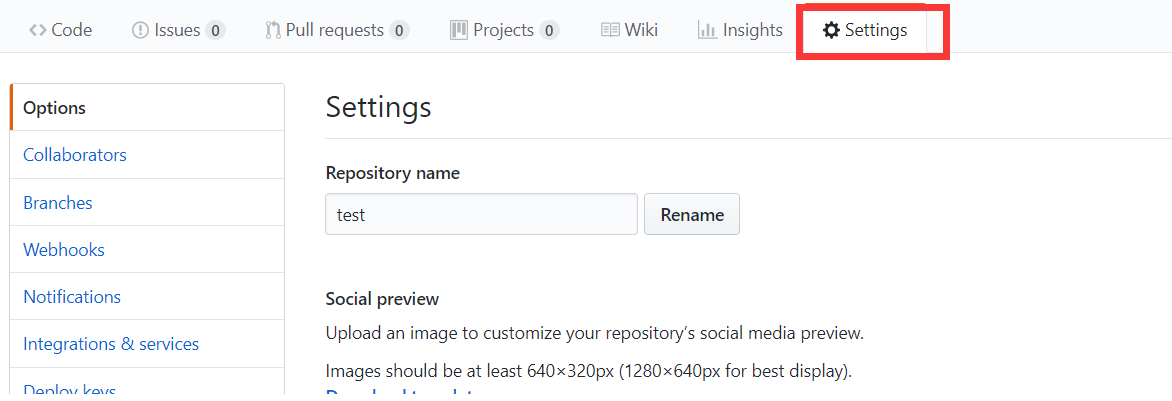 Code Issues 0 Pull requests 0 Projects 0 Wiki Insights Settings
Options
Collaborators
Branches
Webhooks
Notifications
Integrations & services
Deploy keys
Settings
Repository name
test Rename
Social preview
Upload an image to customize your repository's social media preview.
Images should be at least 640×320px (1280×640px for best display).